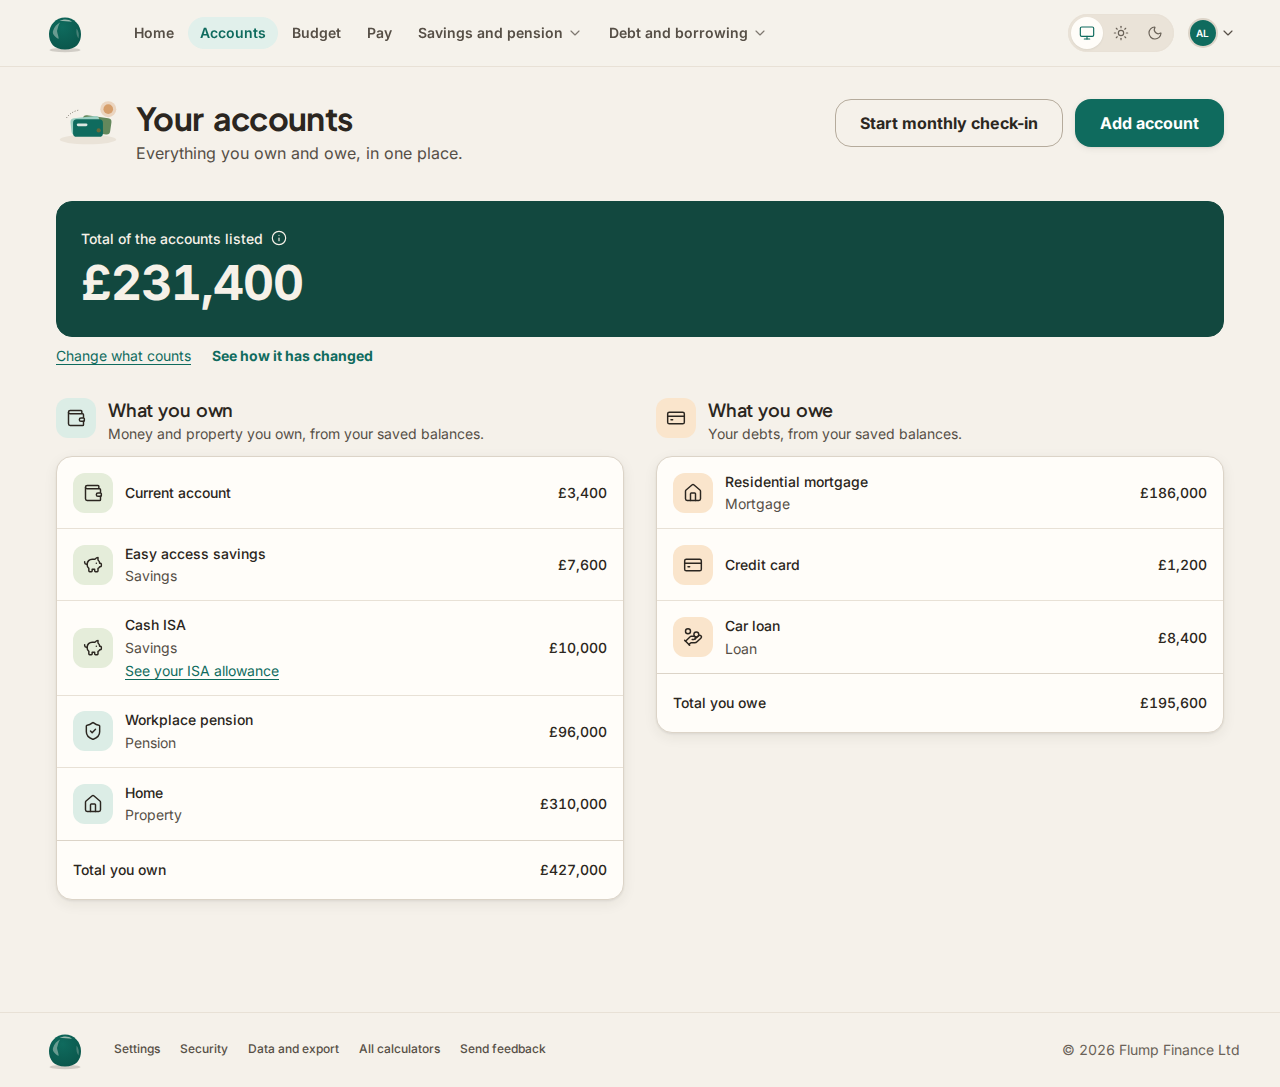 Home Accounts Budget Pay Savings and pension Debt and borrowing AL
Your accounts
Everything you own and owe, in one place.
Start monthly check-in Add account
Total of the accounts listed
£231,400
Change what counts See how it has changed
What you own
Money and property you own, from your saved balances.
Current account £3,400
Easy access savings
Savings
£7,600
Cash ISA
Savings
See your ISA allowance
£10,000
Workplace pension
Pension
£96,000
Home
Property
£310,000
Total you own £427,000
What you owe
Your debts, from your saved balances.
Residential mortgage
Mortgage
£186,000
Credit card £1,200
Car loan
Loan
£8,400
Total you owe £195,600
Settings Security Data and export All calculators Send feedback © 2026 Flump Finance Ltd